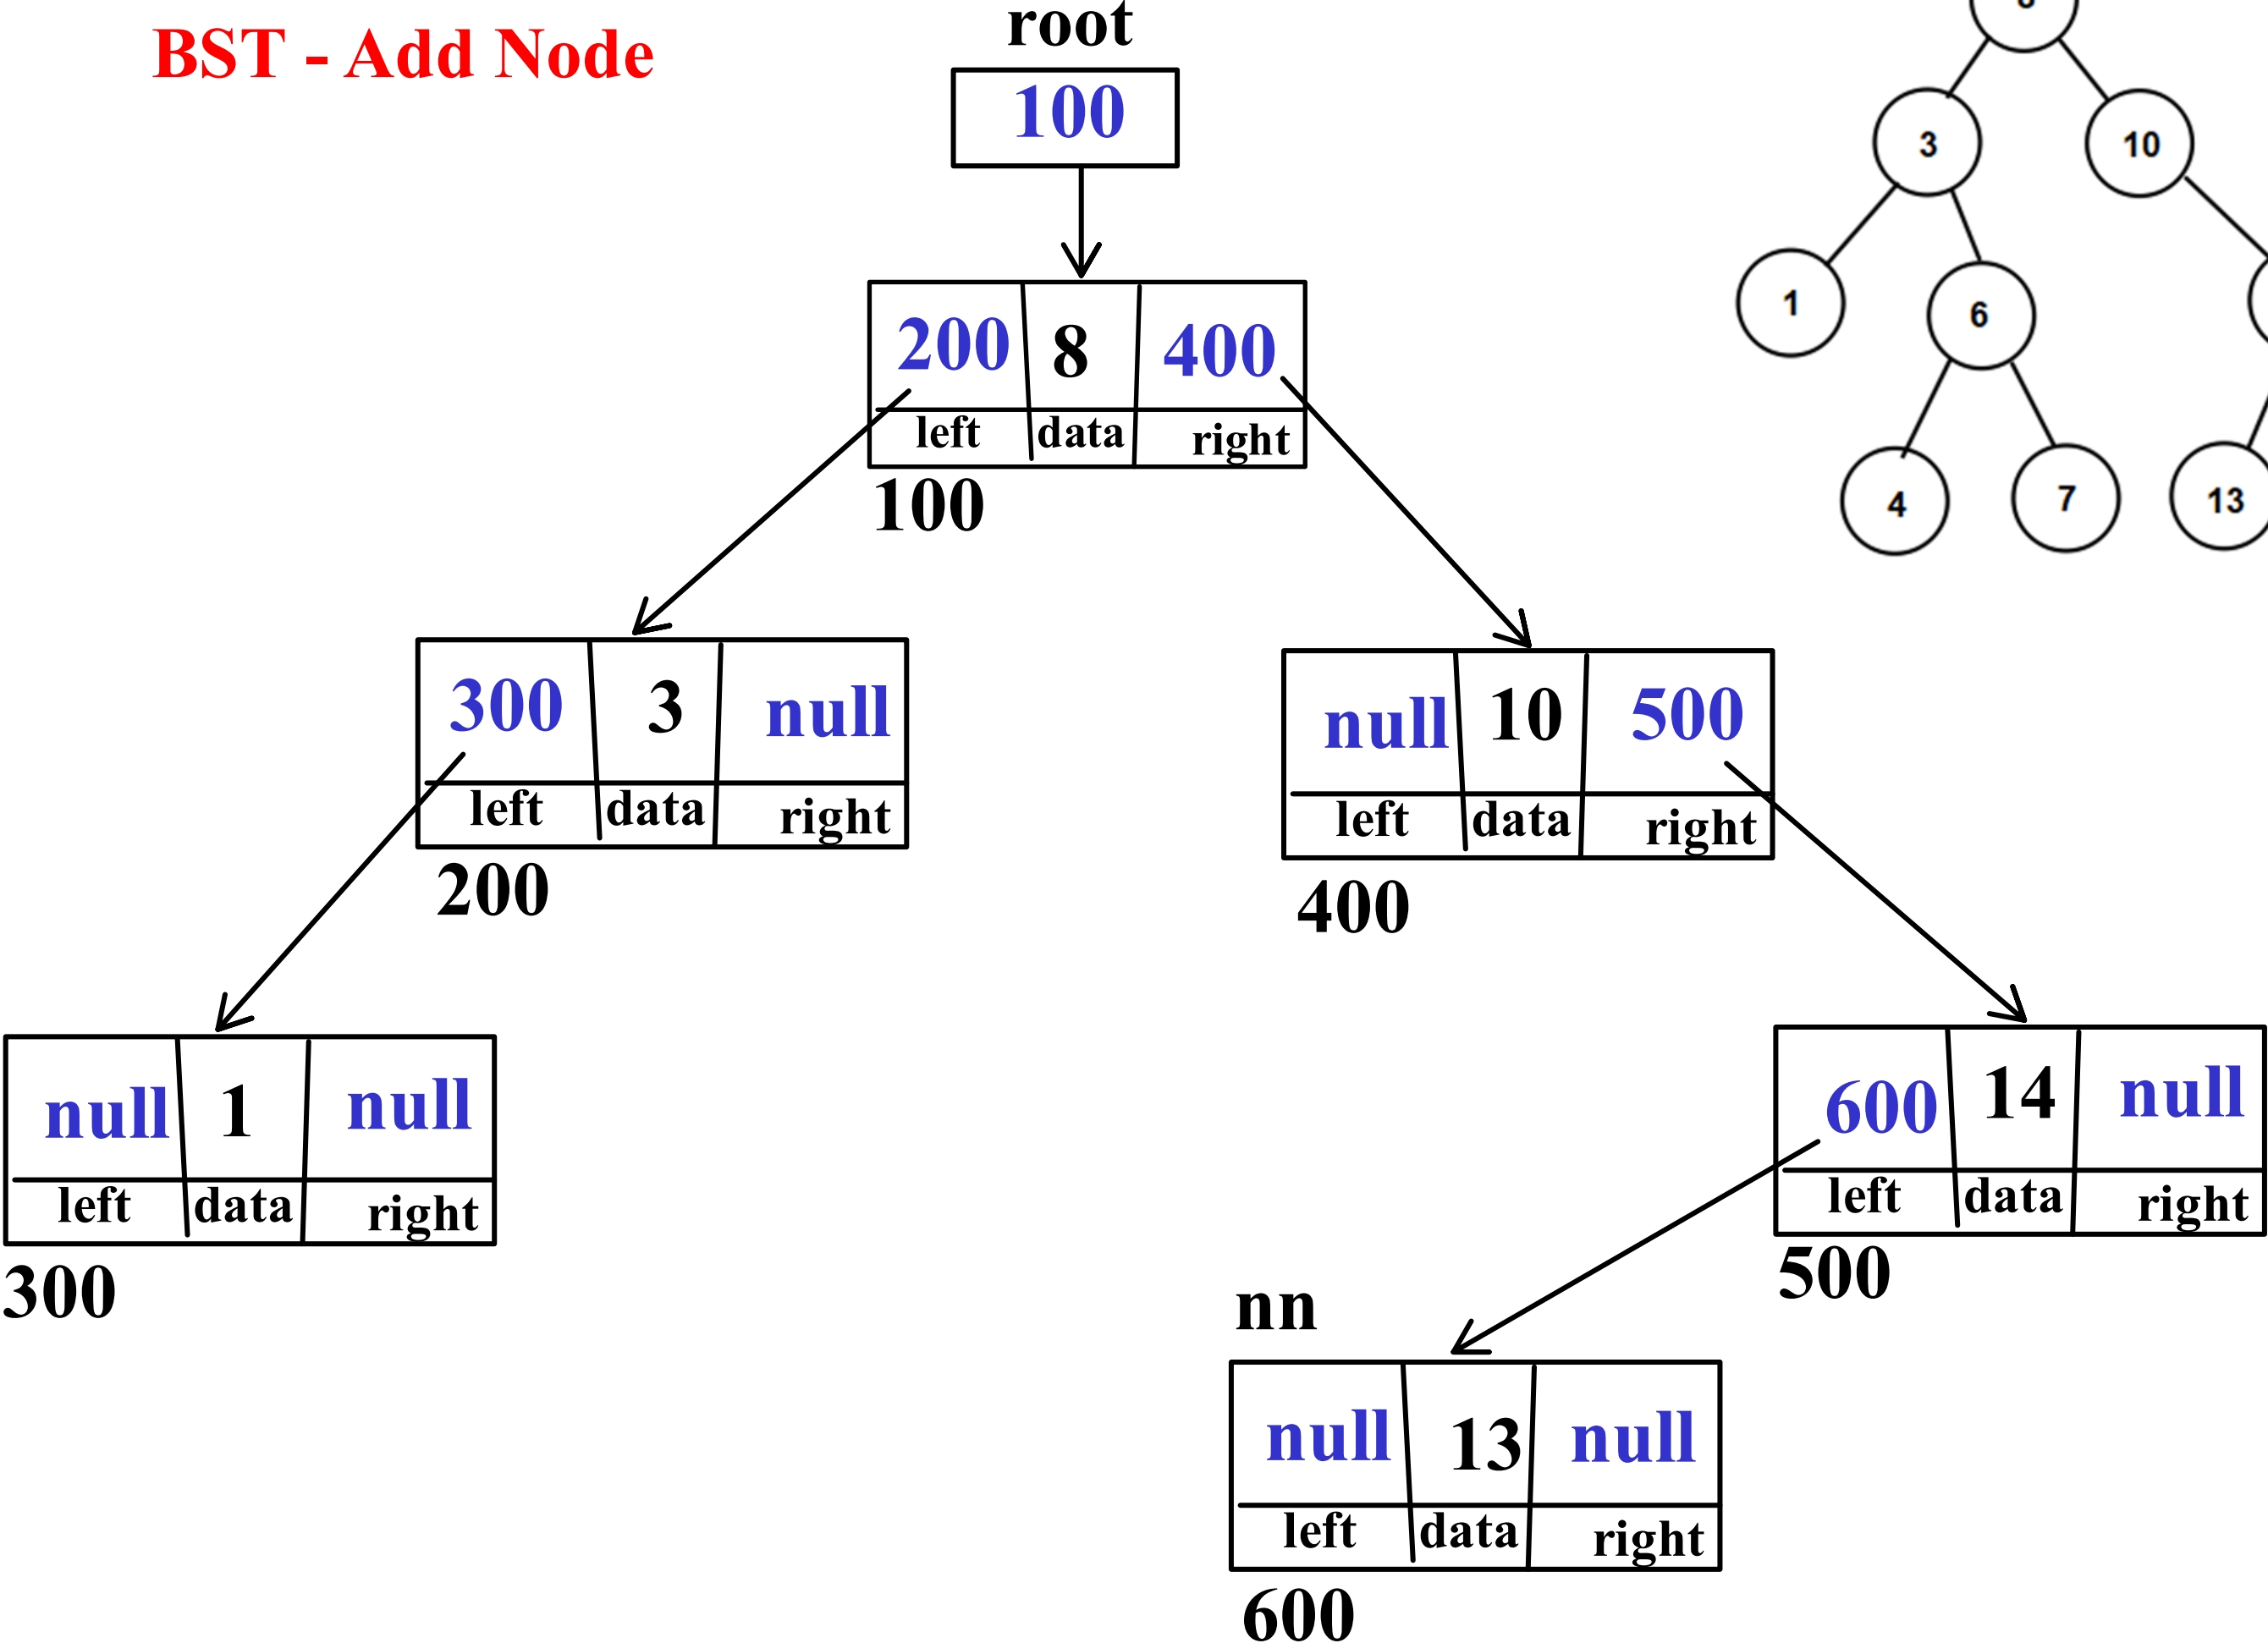 BST - Add Node
root
100
200 8 400
left data right
100
300 3 null
left data right
200
null 10 500
left data right
400
null 1 null
left data right
300
600 14 null
left data right
500
nn
null 13 null
left data right
600
3
10
1
6
4
7
13